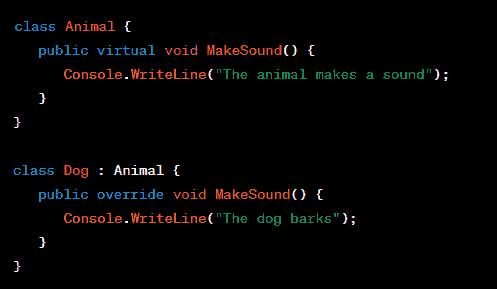 class Animal {
    public virtual void MakeSound() {
        Console.WriteLine("The animal makes a sound");
    }
}

class Dog : Animal {
    public override void MakeSound() {
        Console.WriteLine("The dog barks");
    }
}